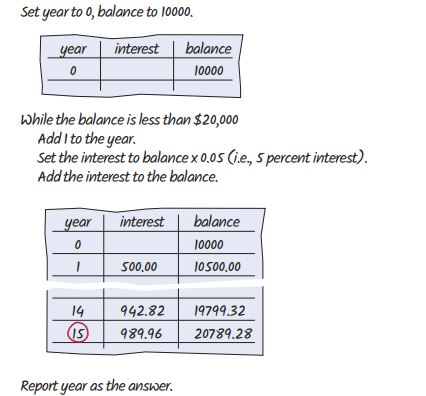 Set year to 0, balance to 10000.
year interest balance
0 10000
While the balance is less than $20,000
Add 1 to the year.
Set the interest to balance x 0.05 (i.e., 5 percent interest).
Add the interest to the balance.
year interest balance
0 10000
1 500.00 10500.00
14 942.82 19799.32
15 989.96 20789.28
Report year as the answer.